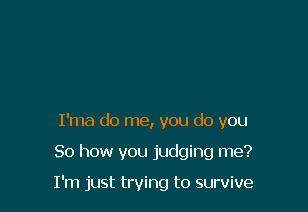 I'ma do me, you do you
So how you judging me?
I'm just trying to survive